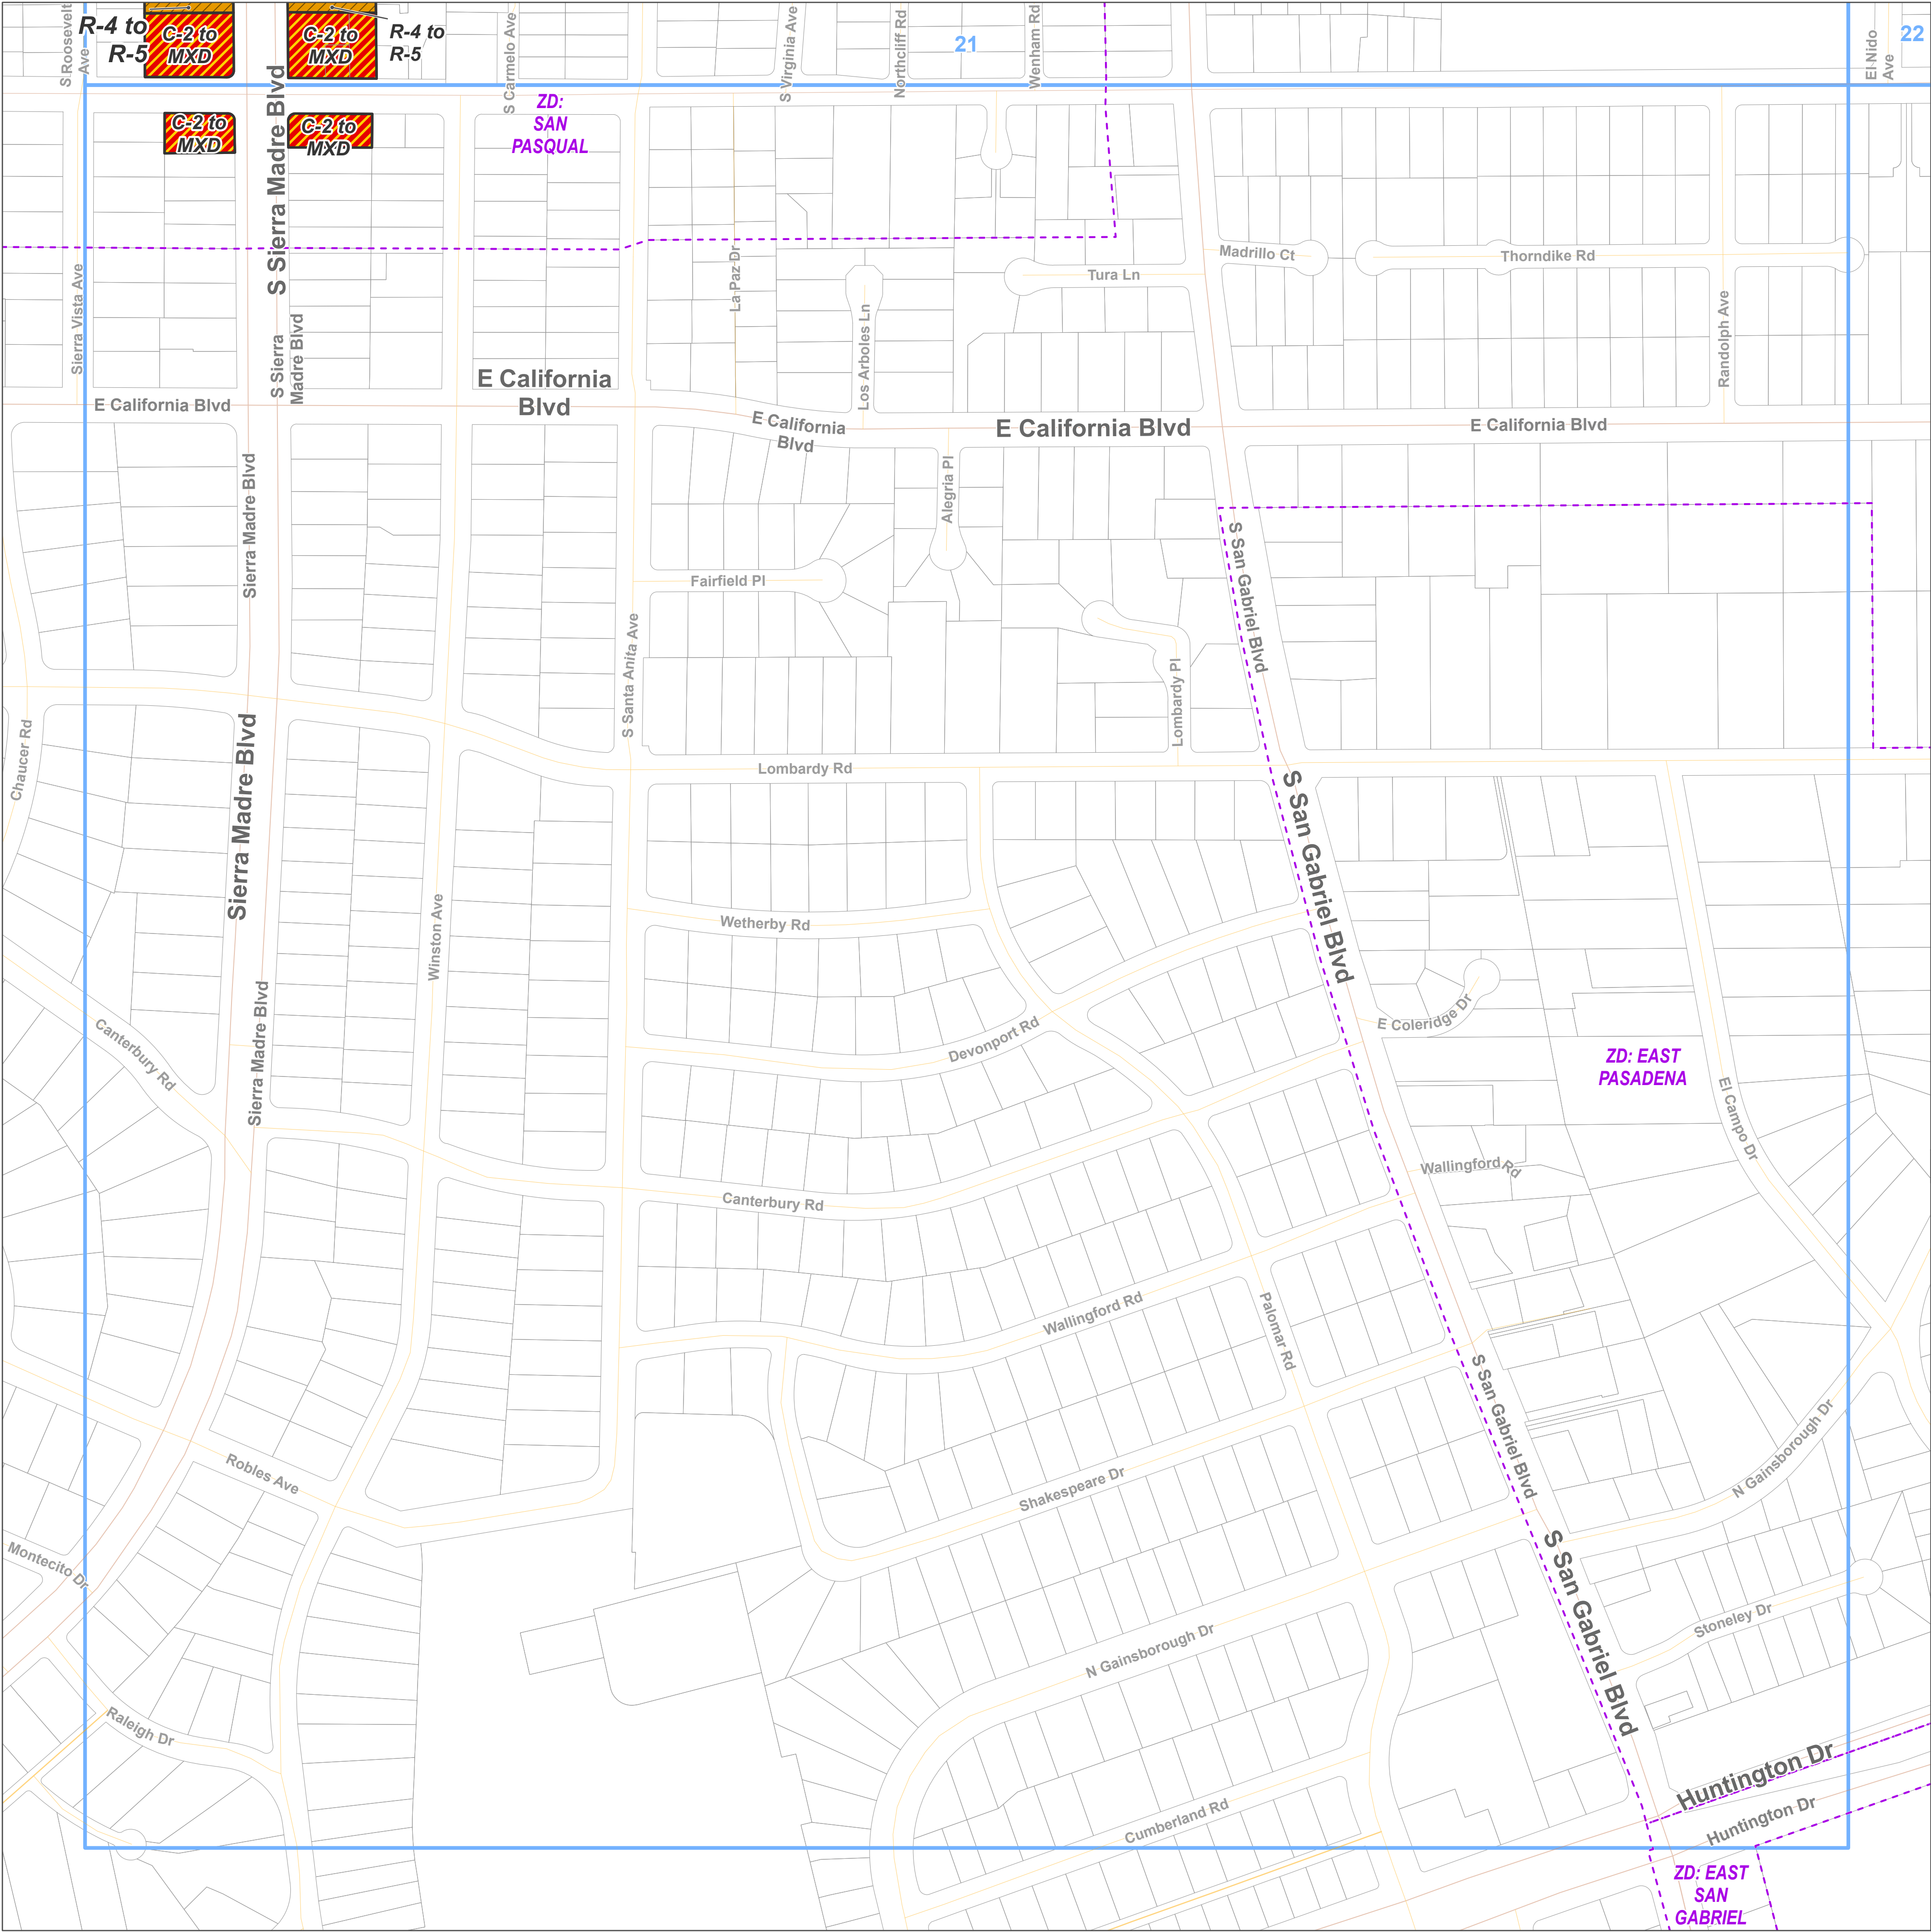 R-4 to
R-5
C-2 to
MXD
C-2 to
MXD
R-4 to
R-5
S Roosevelt
Ave
S Carmelo Ave
S Virginia Ave
Northcliff Rd
21
Wenham Rd
El Nido
Ave
22
C-2 to
MXD
C-2 to
MXD
S Sierra Madre Blvd
ZD:
SAN
PASQUAL
Sierra Vista Ave
La Paz Dr
Los Arboles Ln
Tura Ln
Madrillo Ct
Thorndike Rd
Randolph Ave
S Sierra
Madre Blvd
E California Blvd
E California
Blvd
E California
Blvd
E California Blvd
E California Blvd
Sierra Madre Blvd
Alegria Pl
Fairfield Pl
S San Gabriel Blvd
S Santa Anita Ave
Lombardy Pl
Chaucer Rd
Sierra Madre Blvd
Lombardy Rd
S San Gabriel Blvd
Winston Ave
Wetherby Rd
Canterbury Rd
Sierra Madre Blvd
Devonport Rd
E Coleridge Dr
ZD: EAST
PASADENA
El Campo Dr
Wallingford Rd
Canterbury Rd
Wallingford Rd
Palomar Rd
S San Gabriel Blvd
N Gainsborough Dr
Robles Ave
Shakespeare Dr
Montecito Dr
S San Gabriel Blvd
Stoneley Dr
N Gainsborough Dr
Raleigh Dr
Huntington Dr
Cumberland Rd
Huntington Dr
ZD: EAST
SAN
GABRIEL